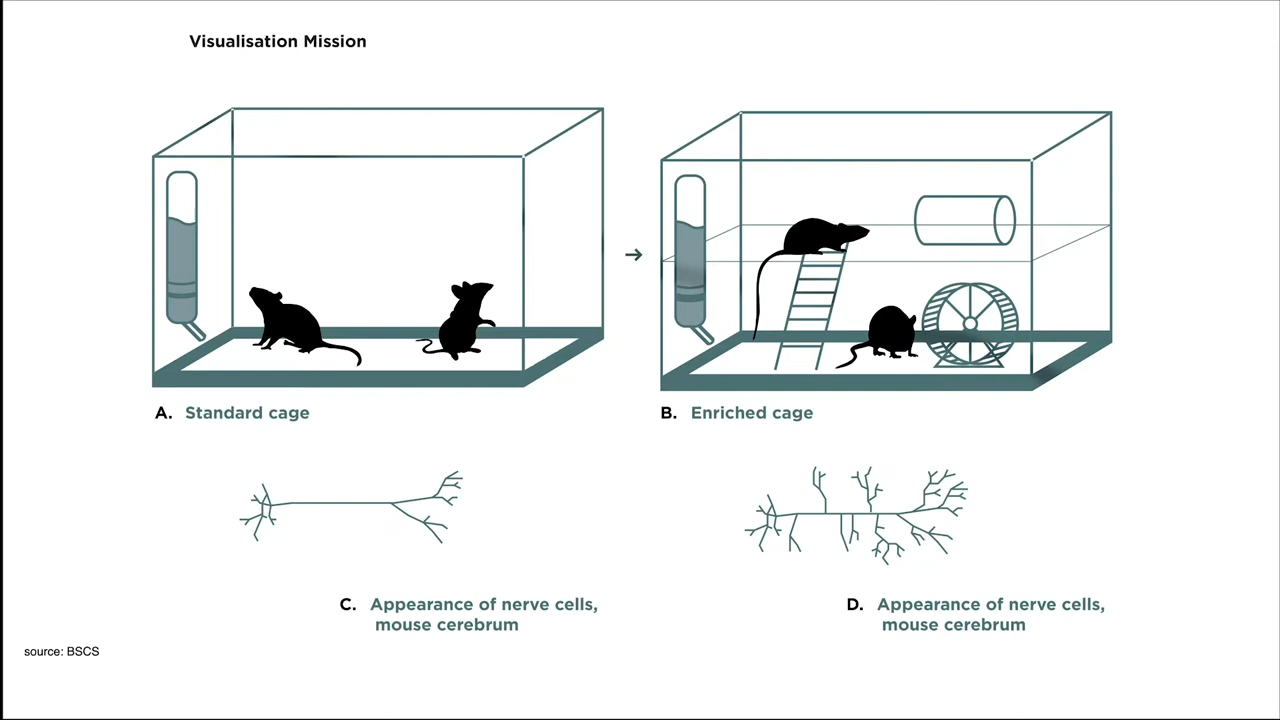 Visualisation Mission
A. Standard cage
B. Enriched cage
C. Appearance of nerve cells,
mouse cerebrum
D. Appearance of nerve cells,
mouse cerebrum
source: BSCS